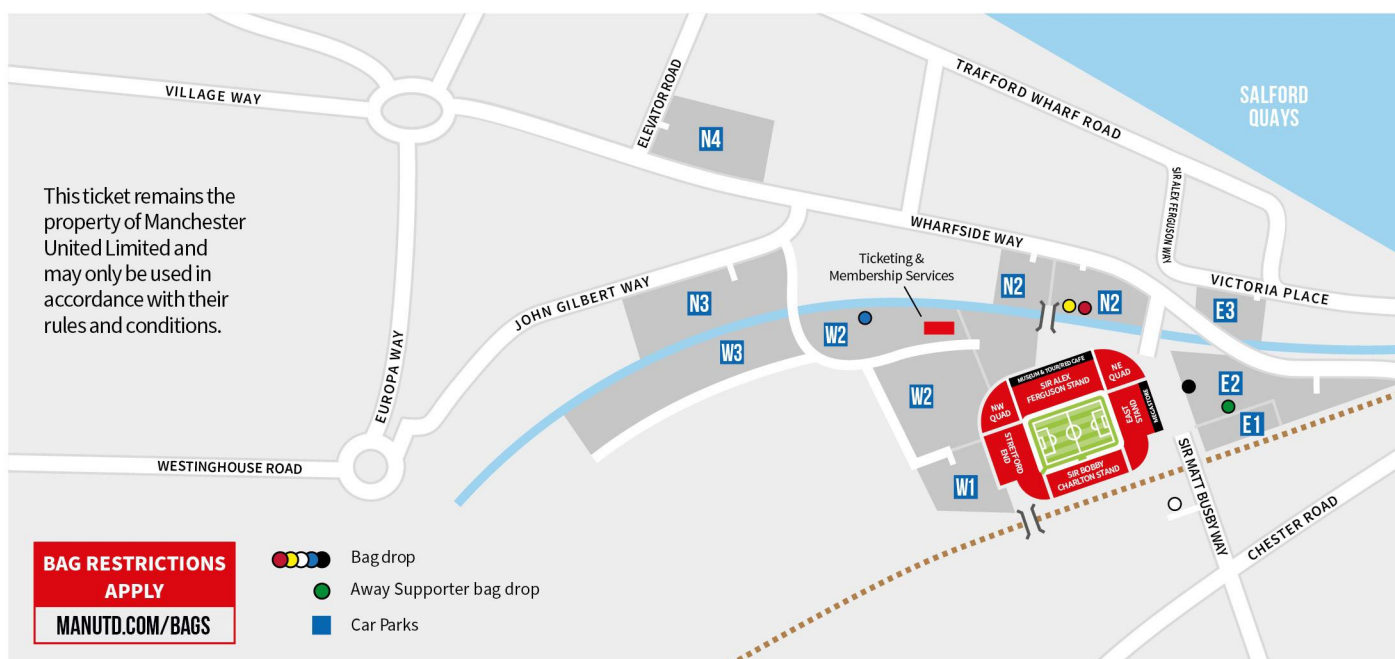 VILLAGE WAY
ELEVATOR ROAD
N4
TRAFFORD WHARF ROAD
SALFORD
QUAYS
This ticket remains the
property of Manchester
United Limited and
may only be used in
accordance with their
rules and conditions.
SIR ALEX FERGUSON WAY
WHARFSIDE WAY
Ticketing &
Membership Services
VICTORIA PLACE
JOHN GILBERT WAY
N3
N2
N2
E3
W3
W2
EUROPA WAY
MUSEUM & TOUR/RED CAFE
SIR ALEX
FERGUSON STAND
NE
QUAD
NW
QUAD
EAST
STAND
MEGASTORE
W2
E2
E1
STRETFORD
END
SIR BOBBY
CHARLTON STAND
W1
SIR MATT BUSBY WAY
CHESTER ROAD
WESTINGHOUSE ROAD
BAG RESTRICTIONS
APPLY
MANUTD.COM/BAGS
Bag drop
Away Supporter bag drop
Car Parks